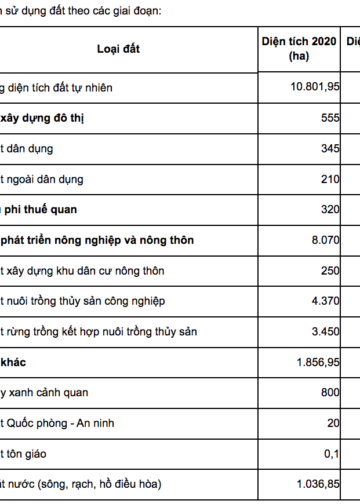 sử dụng đất theo các giai đoạn:
Loại đất
Diện tích 2020
(ha)
diện tích đất tự nhiên 10.801,95
xây dựng đô thị 555
dân dụng 345
ngoài dân dụng 210
phi thuế quan 320
phát triển nông nghiệp và nông thôn 8.070
xây dựng khu dân cư nông thôn 250
nuôi trồng thủy sản công nghiệp 4.370
rừng trồng kết hợp nuôi trồng thủy sản 3.450
khác 1.856,95
xanh cảnh quan 800
Quốc phòng - An ninh 20
tôn giáo 0,1
nước (sông, rạch, hồ điều hòa) 1.036,85